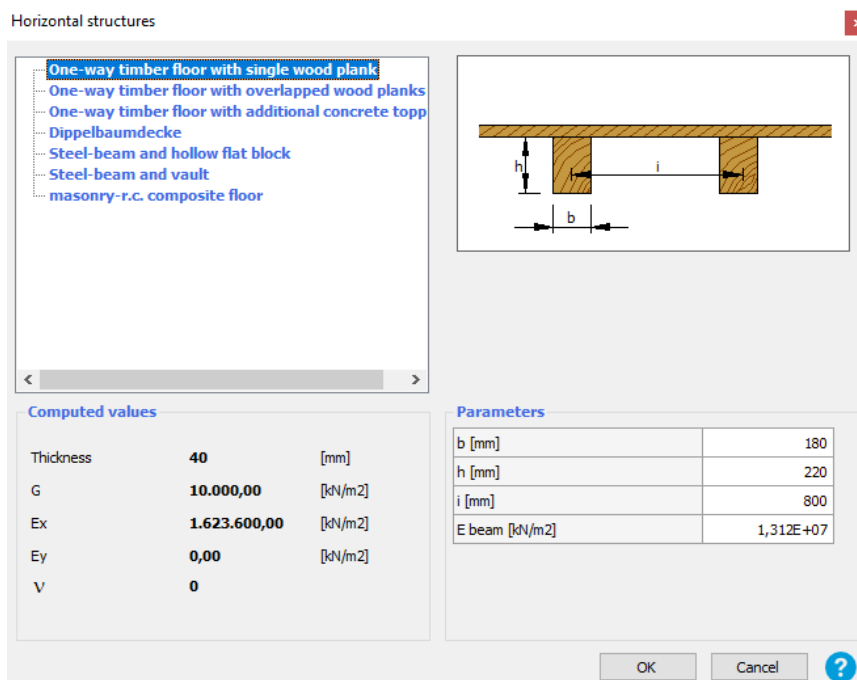 Horizontal structures
One-way timber floor with single wood plank
One-way timber floor with overlapped wood planks
One-way timber floor with additional concrete topp
Dippelbaumdecke
Steel-beam and hollow flat block
Steel-beam and vault
masonry-r.c. composite floor
h
i
b
Computed values
Thickness 40 [mm]
G 10.000,00 [kN/m2]
Ex 1.623.600,00 [kN/m2]
Ey 0,00 [kN/m2]
ν 0
Parameters
b [mm] 180
h [mm] 220
i [mm] 800
E beam [kN/m2] 1,312E+07
OK Cancel ?